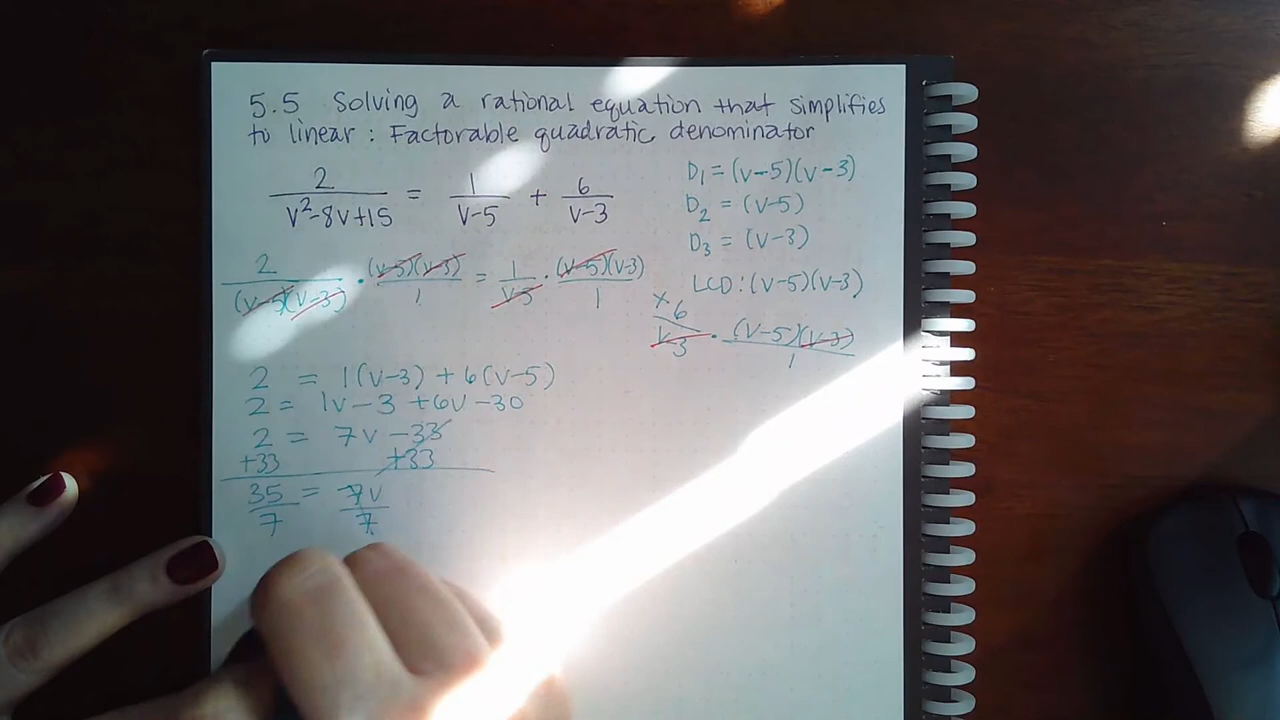 5.5 Solving a rational equation that simplifies
to linear: Factorable quadratic denominator
2/(v²-8v+15) = 1/(v-5) + 6/(v-3)
D₁ = (v-5)(v-3)
D₂ = (v-5)
D₃ = (v-3)
LCD: (v-5)(v-3)
2/((v-5)(v-3)) · (v-5)(v-3)/1 = 1/(v-5) · (v-5)(v-3)/1
+ 6/(v-3) · (v-5)(v-3)/1
2 = 1(v-3) + 6(v-5)
2 = 1v - 3 + 6v - 30
2 = 7v - 33
+33 +33
35/7 = 7v/7